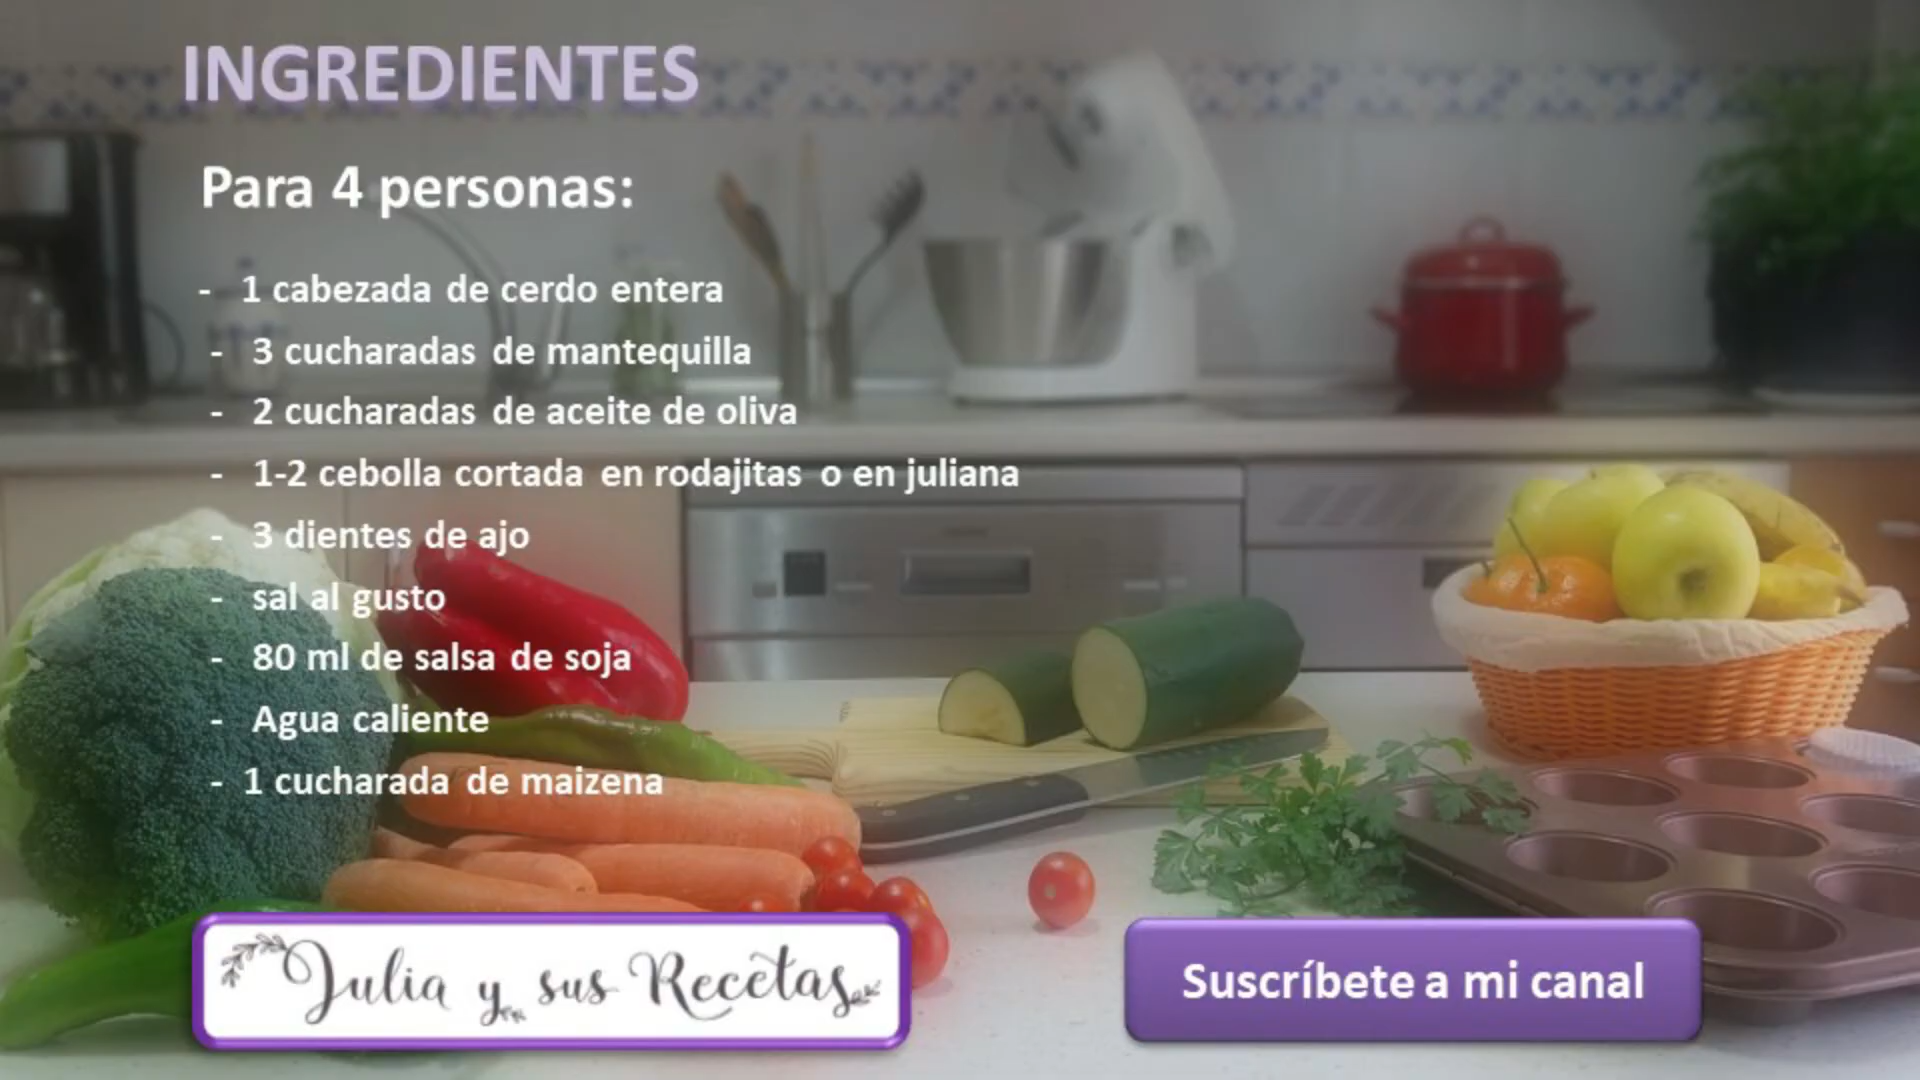 INGREDIENTES
Para 4 personas:
- 1 cabezada de cerdo entera
- 3 cucharadas de mantequilla
- 2 cucharadas de aceite de oliva
- 1-2 cebolla cortada en rodajitas o en juliana
- 3 dientes de ajo
- sal al gusto
- 80 ml de salsa de soja
- Agua caliente
- 1 cucharada de maizena
Julia y sus Recetas
Suscríbete a mi canal